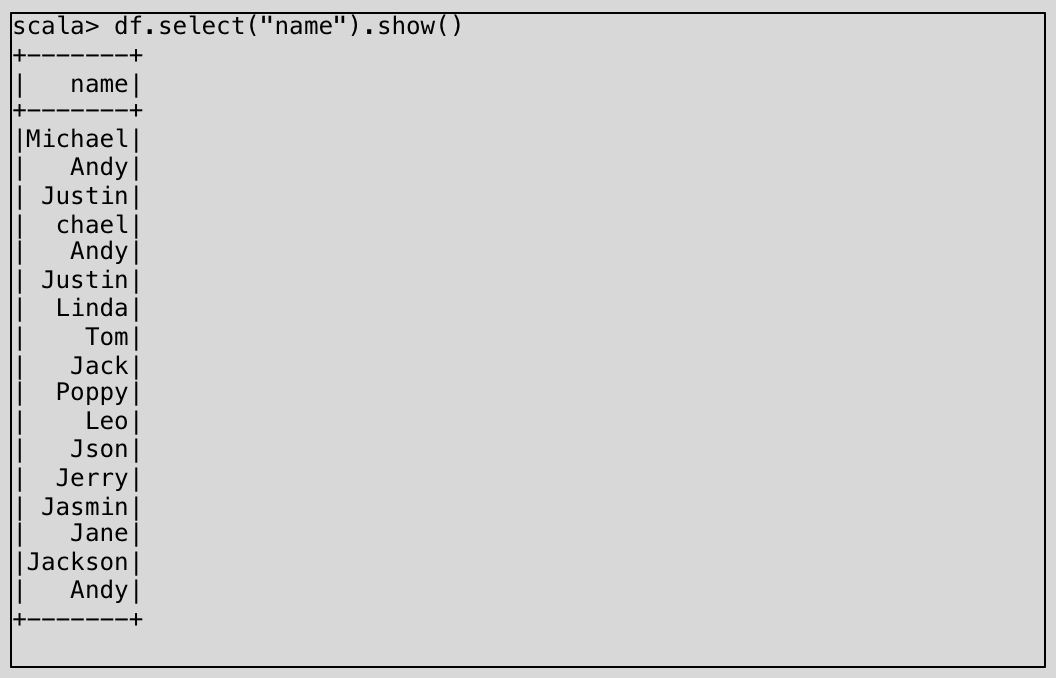 scala> df.select("name").show()
+-------+
|   name|
+-------+
|Michael|
|   Andy|
| Justin|
|  chael|
|   Andy|
| Justin|
|  Linda|
|    Tom|
|   Jack|
|  Poppy|
|    Leo|
|   Json|
|  Jerry|
| Jasmin|
|   Jane|
|Jackson|
|   Andy|
+-------+